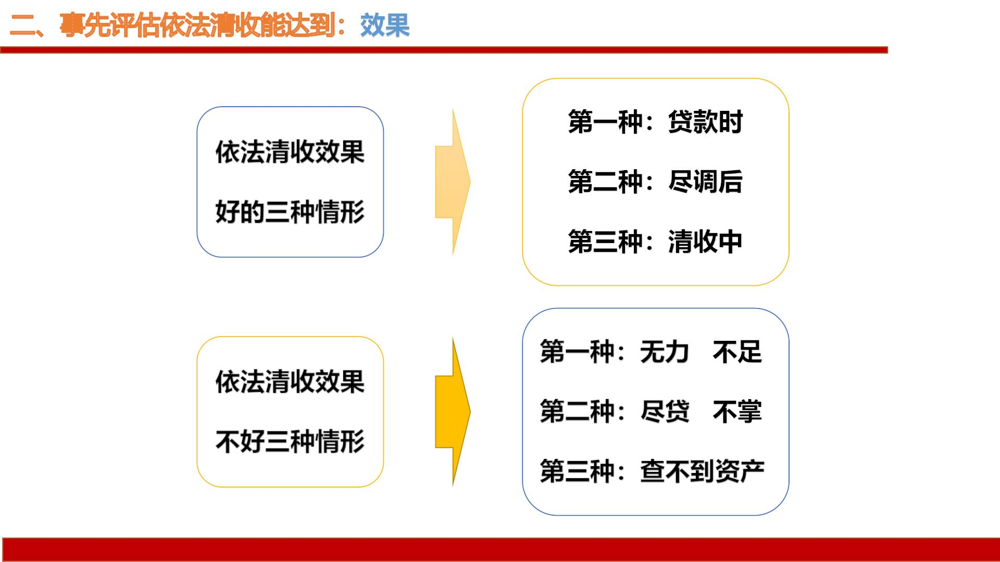 二、事先评估依法清收能达到：效果
依法清收效果
好的三种情形
第一种：贷款时
第二种：尽调后
第三种：清收中
依法清收效果
不好三种情形
第一种：无力 不足
第二种：尽贷 不掌
第三种：查不到资产